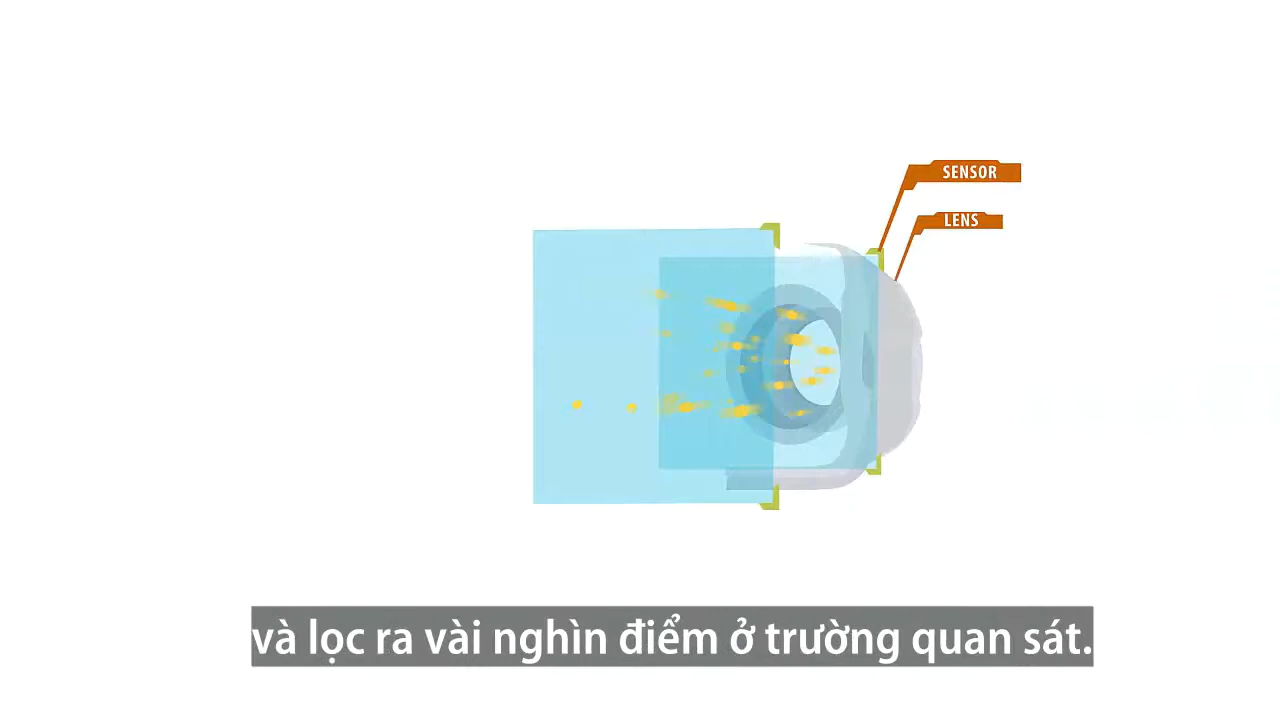 SENSOR
LENS
và lọc ra vài nghìn điểm ở trường quan sát.